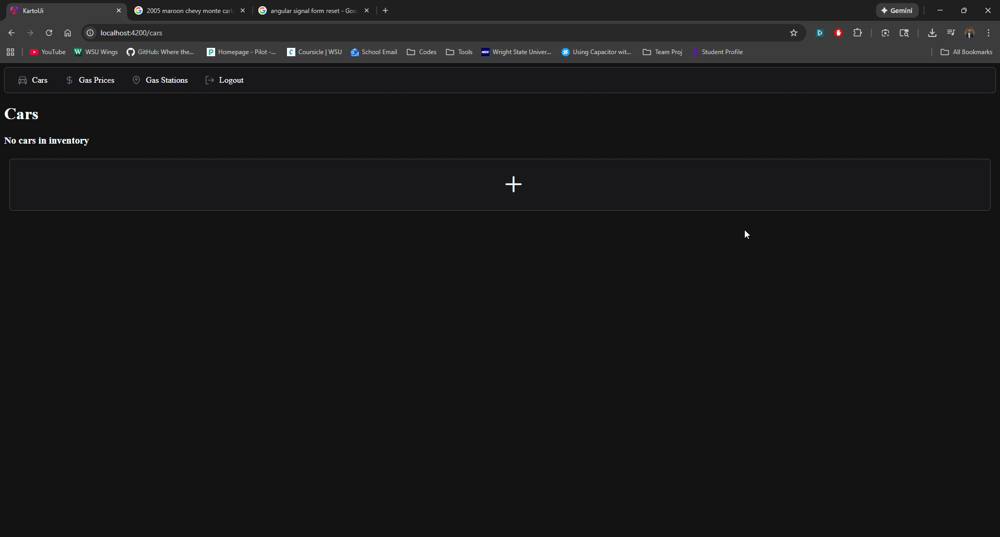 KartoUi
2005 maroon chevy monte carl
angular signal form reset - Goo
Gemini
localhost:4200/cars
YouTube
WSU Wings
GitHub: Where the...
Homepage - Pilot -...
Coursicle | WSU
School Email
Codes
Tools
Wright State Univer...
Using Capacitor wit...
Team Proj
Student Profile
All Bookmarks
Cars
Gas Prices
Gas Stations
Logout
Cars
No cars in inventory